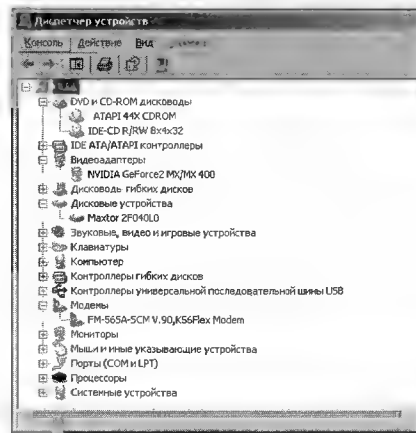 Диспетчер устройств
Консоль Действие Вид
DVD и CD-ROM дисководы
ATAPI 44X CDROM
IDE-CD R/RW 8x4x32
IDE ATA/ATAPI контроллеры
Видеоадаптеры
NVIDIA GeForce2 MX/MX 400
Дисководы гибких дисков
Дисковые устройства
Maxtor 2F040L0
Звуковые, видео и игровые устройства
Клавиатуры
Компьютер
Контроллеры гибких дисков
Контроллеры универсальной последовательной шины USB
Модемы
FM-565A-5CM V.90,K56Flex Modem
Мониторы
Мыши и иные указывающие устройства
Порты (COM и LPT)
Процессоры
Системные устройства